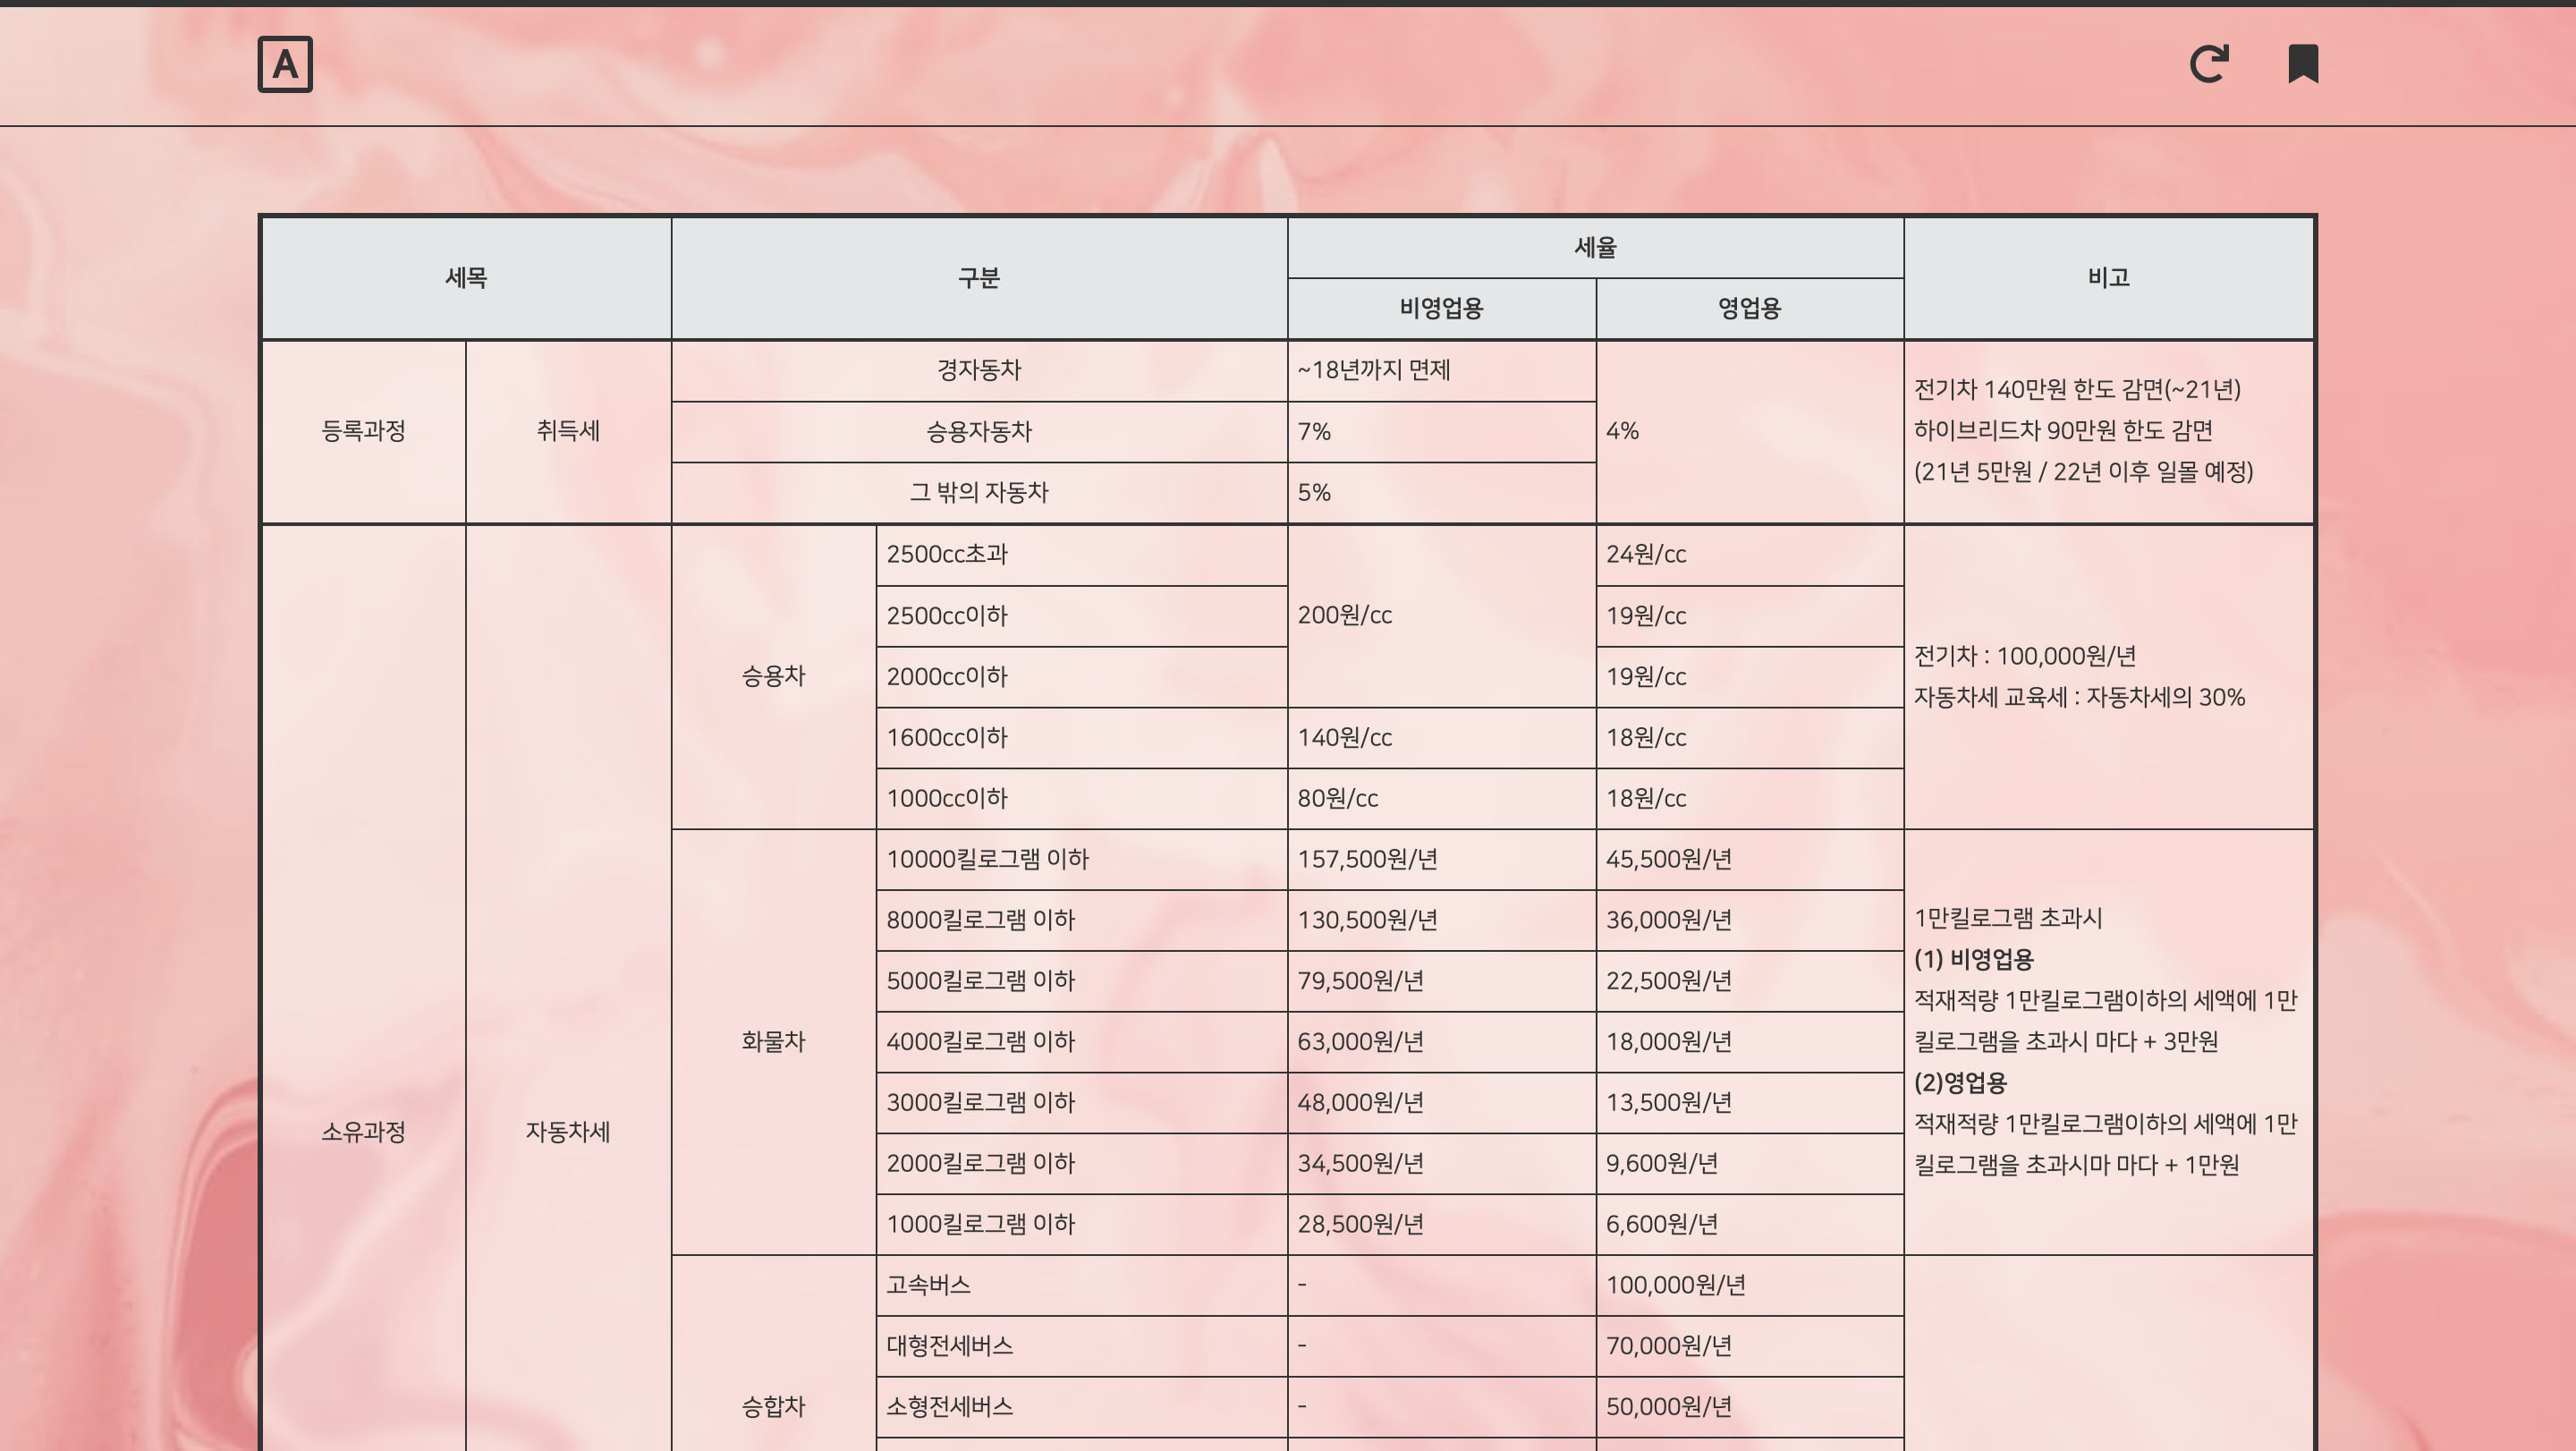 A
세목 구분 세율 비고
비영업용 영업용
등록과정 취득세 경자동차 ~18년까지 면제 4% 전기차 140만원 한도 감면(~21년)
승용자동차 7% 하이브리드차 90만원 한도 감면
그 밖의 자동차 5% (21년 5만원 / 22년 이후 일몰 예정)
소유과정 자동차세 승용차 2500cc초과 200원/cc 24원/cc
2500cc이하 19원/cc
2000cc이하 19원/cc
1600cc이하 140원/cc 18원/cc
1000cc이하 80원/cc 18원/cc
전기차 : 100,000원/년
자동차세 교육세 : 자동차세의 30%
화물차 10000킬로그램 이하 157,500원/년 45,500원/년
8000킬로그램 이하 130,500원/년 36,000원/년
5000킬로그램 이하 79,500원/년 22,500원/년
4000킬로그램 이하 63,000원/년 18,000원/년
3000킬로그램 이하 48,000원/년 13,500원/년
2000킬로그램 이하 34,500원/년 9,600원/년
1000킬로그램 이하 28,500원/년 6,600원/년
1만킬로그램 초과시
(1) 비영업용
적재적량 1만킬로그램이하의 세액에 1만
킬로그램을 초과시 마다 + 3만원
(2)영업용
적재적량 1만킬로그램이하의 세액에 1만
킬로그램을 초과시마 마다 + 1만원
승합차 고속버스 - 100,000원/년
대형전세버스 - 70,000원/년
소형전세버스 - 50,000원/년